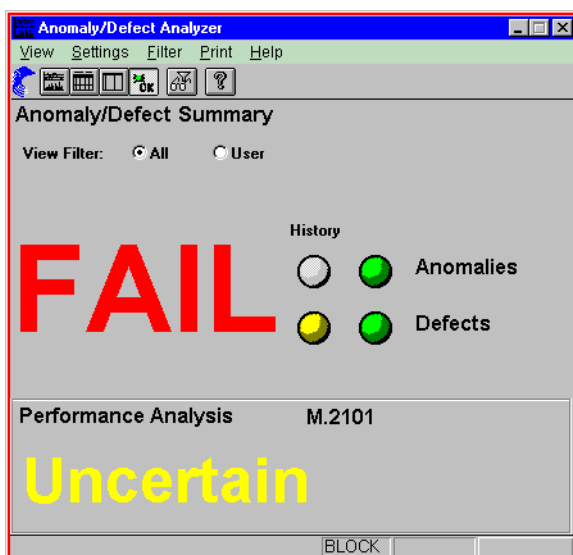 Anomaly/Defect Analyzer
View Settings Filter Print Help
OK
?
Anomaly/Defect Summary
View Filter: All User
History
FAIL
Anomalies
Defects
Performance Analysis M.2101
Uncertain
BLOCK